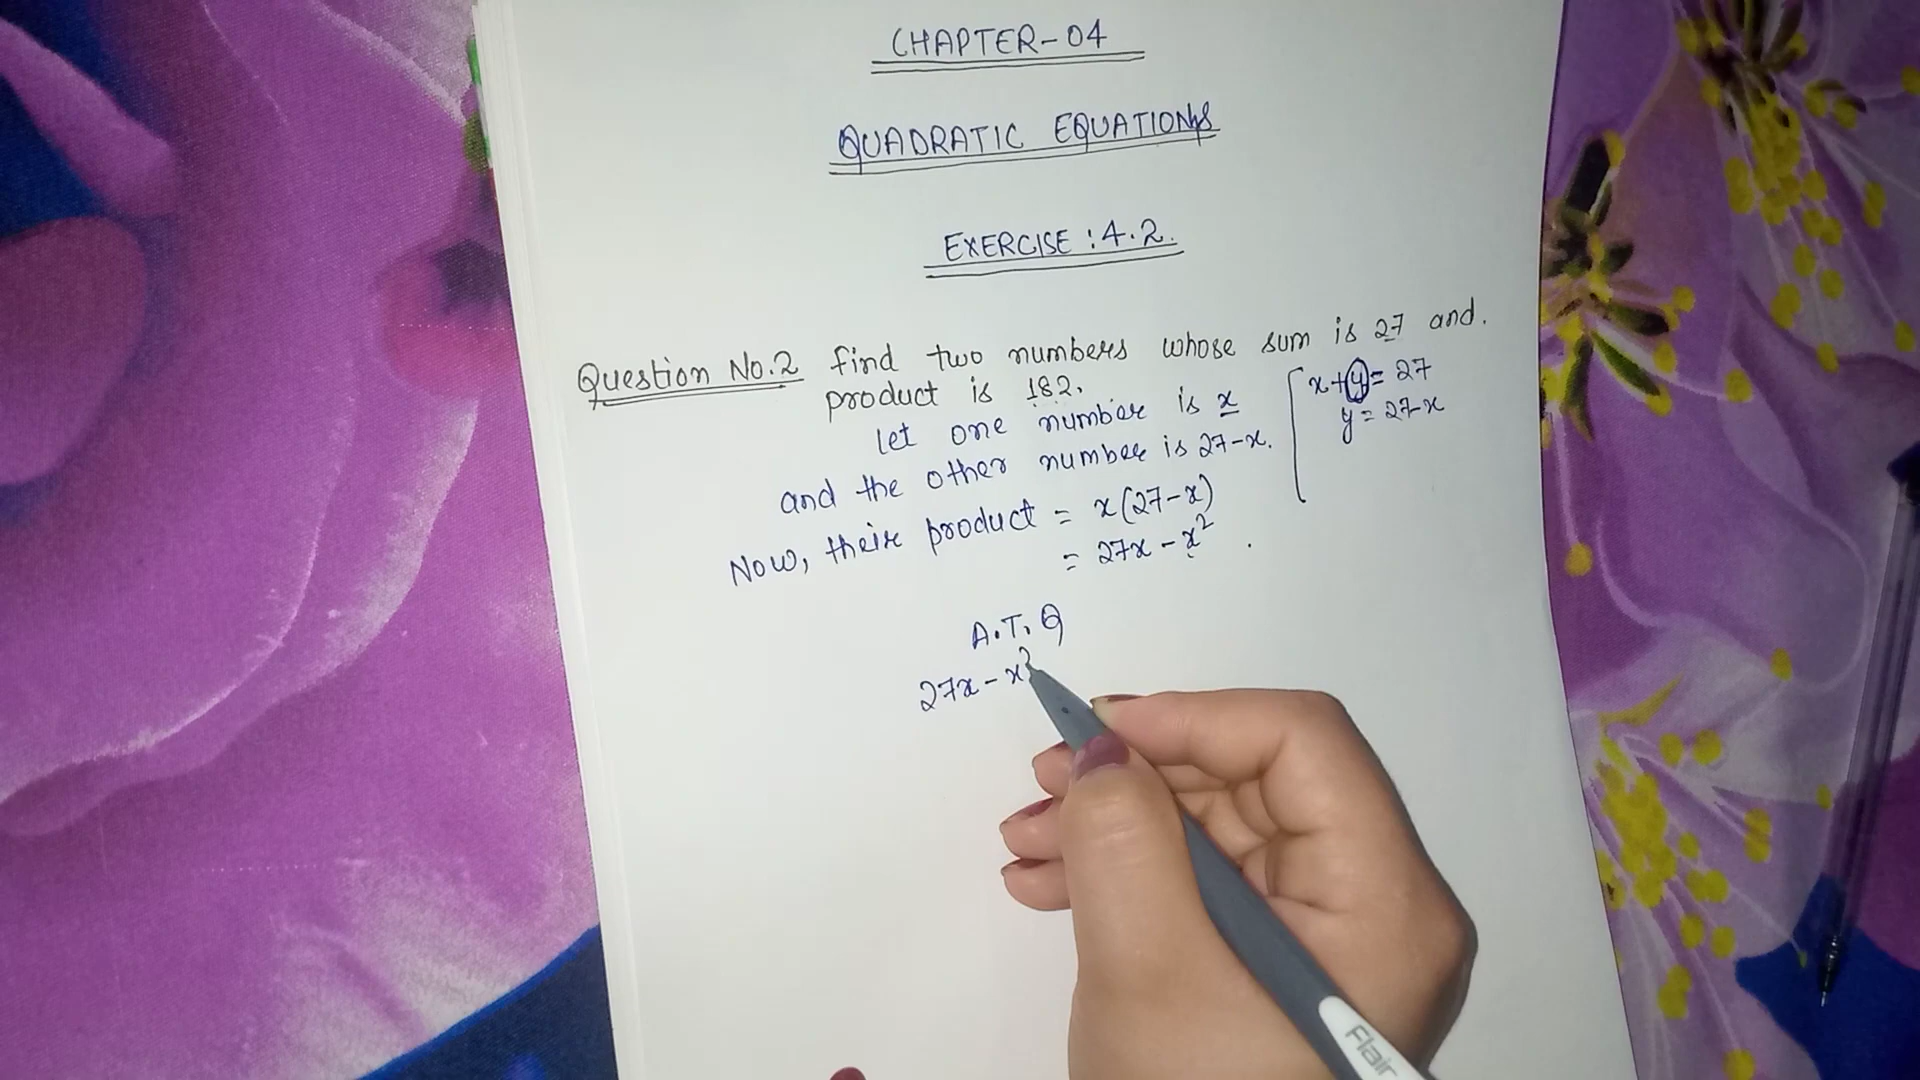 CHAPTER-04
QUADRATIC EQUATIONS
EXERCISE : 4.2.
Question No.2 find two numbers whose sum is 27 and.
product is 182.
let one number is x
and the other number is 27-x.
x+y = 27
y = 27-x
Now, their product = x(27-x)
= 27x - x²
A.T.Q
27x - x²
Flair